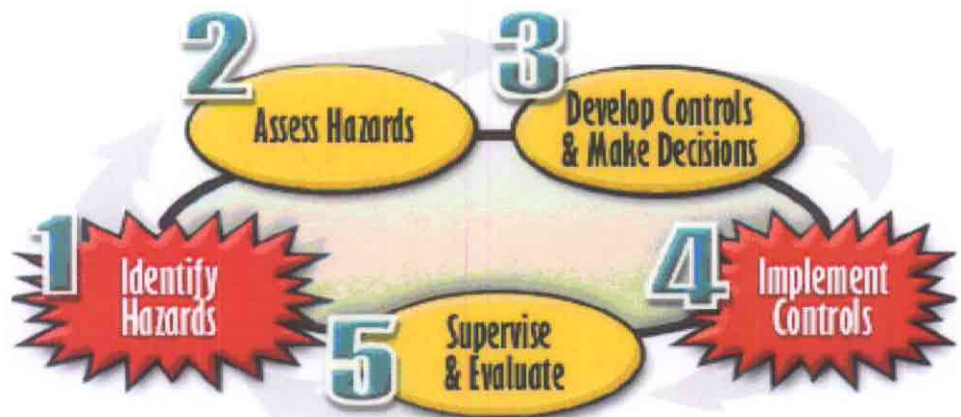 1
Identify
Hazards
2
Assess Hazards
3
Develop Controls
& Make Decisions
4
Implement
Controls
5
Supervise
& Evaluate